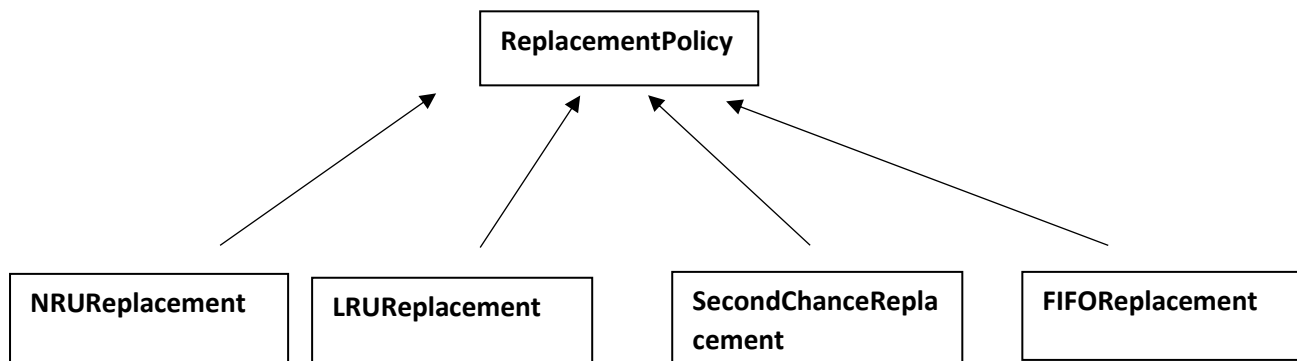 ReplacementPolicy
NRUReplacement
LRUReplacement
SecondChanceRepla
cement
FIFOReplacement